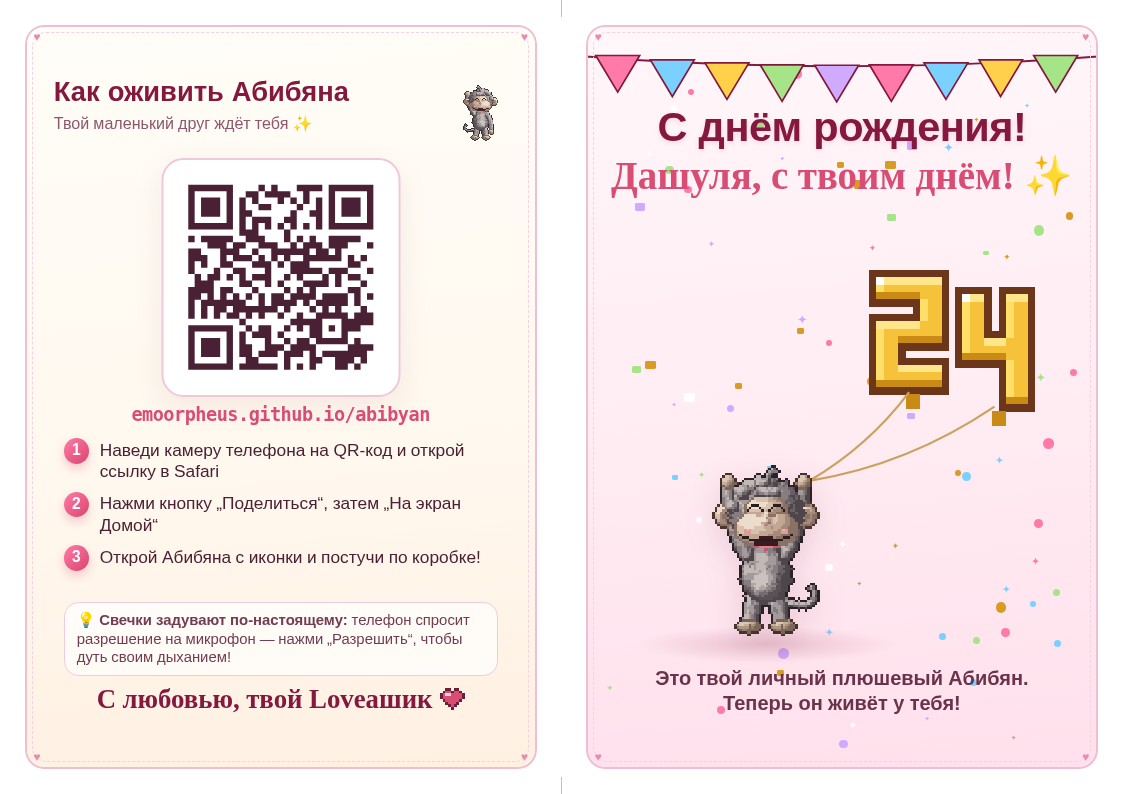 Как оживить Абибяна
Твой маленький друг ждёт тебя ✨
emoorpheus.github.io/abibyan
1 Наведи камеру телефона на QR-код и открой
ссылку в Safari
2 Нажми кнопку „Поделиться“, затем „На экран
Домой“
3 Открой Абибяна с иконки и постучи по коробке!
💡 Свечки задувают по-настоящему: телефон спросит
разрешение на микрофон — нажми „Разрешить“, чтобы
дуть своим дыханием!
С любовью, твой Loveашик
С днём рождения!
Дашуля, с твоим днём! ✨
24
Это твой личный плюшевый Абибян.
Теперь он живёт у тебя!